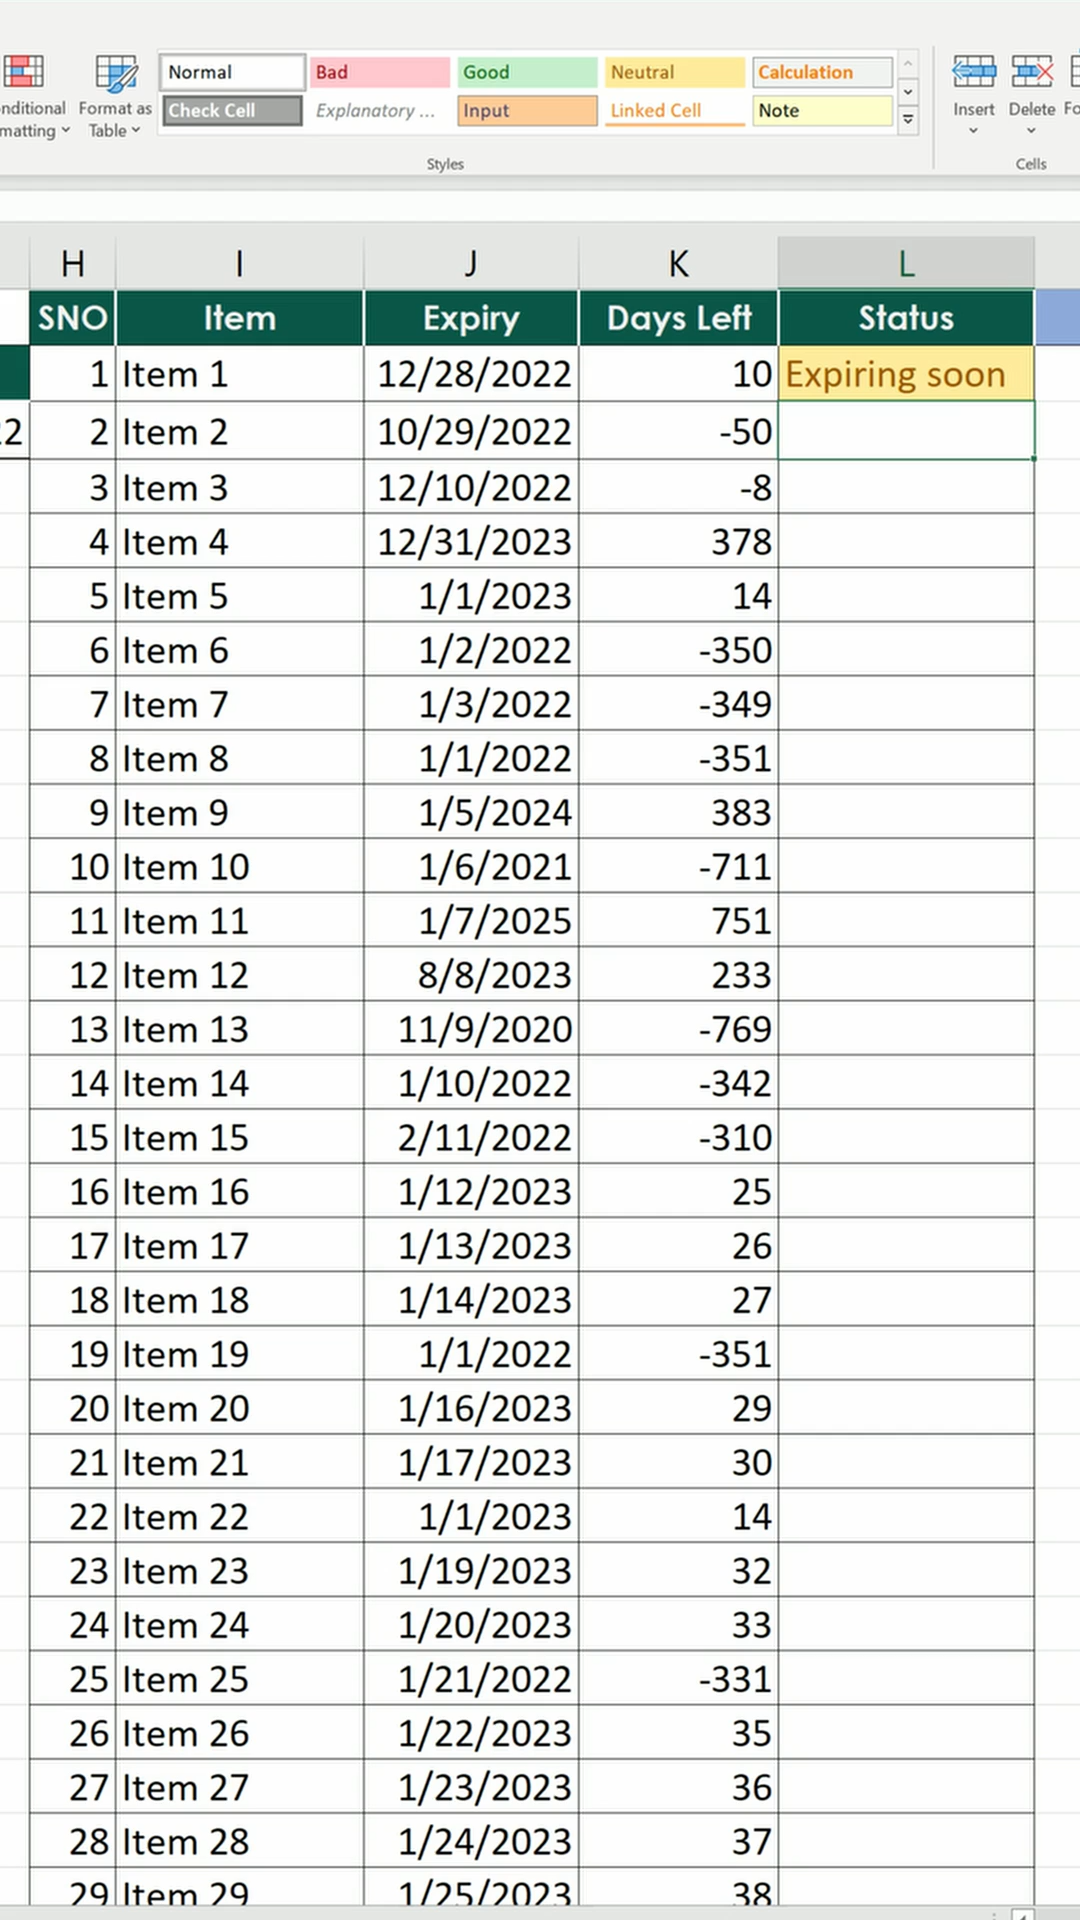 Normal Bad Good Neutral Calculation
nditional Format as Insert Delete Fo
Check Cell Explanatory ... Input Linked Cell Note
matting Table
Styles Cells
H I J K L
SNO Item Expiry Days Left Status
1 Item 1 12/28/2022 10 Expiring soon
22 2 Item 2 10/29/2022 -50
3 Item 3 12/10/2022 -8
4 Item 4 12/31/2023 378
5 Item 5 1/1/2023 14
6 Item 6 1/2/2022 -350
7 Item 7 1/3/2022 -349
8 Item 8 1/1/2022 -351
9 Item 9 1/5/2024 383
10 Item 10 1/6/2021 -711
11 Item 11 1/7/2025 751
12 Item 12 8/8/2023 233
13 Item 13 11/9/2020 -769
14 Item 14 1/10/2022 -342
15 Item 15 2/11/2022 -310
16 Item 16 1/12/2023 25
17 Item 17 1/13/2023 26
18 Item 18 1/14/2023 27
19 Item 19 1/1/2022 -351
20 Item 20 1/16/2023 29
21 Item 21 1/17/2023 30
22 Item 22 1/1/2023 14
23 Item 23 1/19/2023 32
24 Item 24 1/20/2023 33
25 Item 25 1/21/2022 -331
26 Item 26 1/22/2023 35
27 Item 27 1/23/2023 36
28 Item 28 1/24/2023 37
29 Item 29 1/25/2023 38